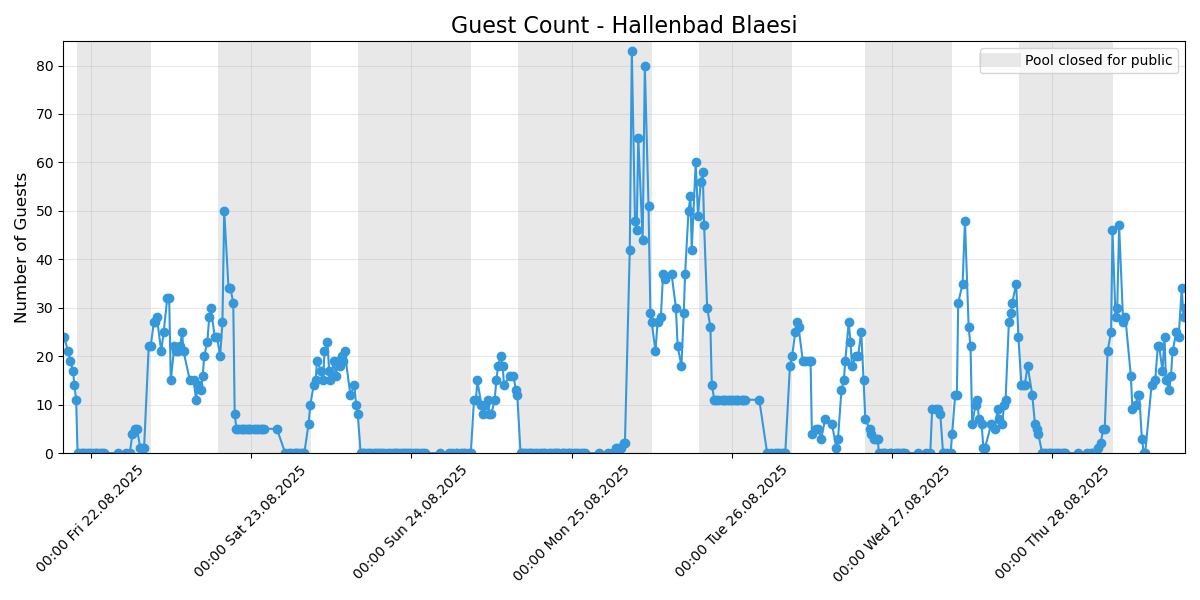 Guest Count - Hallenbad Blaesi
Pool closed for public
Number of Guests
80
70
60
50
40
30
20
10
0
00:00 Fri 22.08.2025
00:00 Sat 23.08.2025
00:00 Sun 24.08.2025
00:00 Mon 25.08.2025
00:00 Tue 26.08.2025
00:00 Wed 27.08.2025
00:00 Thu 28.08.2025